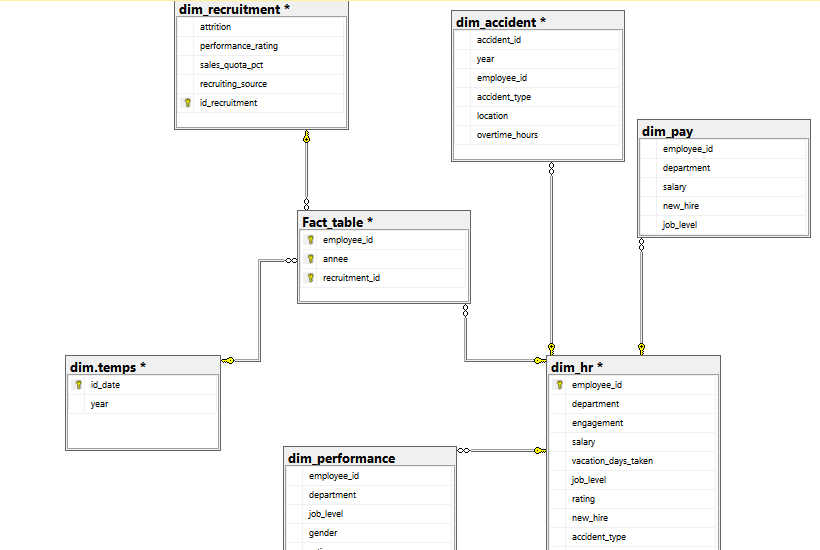 dim_recruitment *
attrition
performance_rating
sales_quota_pct
recruiting_source
id_recruitment
dim_accident *
accident_id
year
employee_id
accident_type
location
overtime_hours
dim_pay
employee_id
department
salary
new_hire
job_level
Fact_table *
employee_id
annee
recruitment_id
dim.temps *
id_date
year
dim_hr *
employee_id
department
engagement
salary
vacation_days_taken
job_level
rating
new_hire
accident_type
dim_performance
employee_id
department
job_level
gender